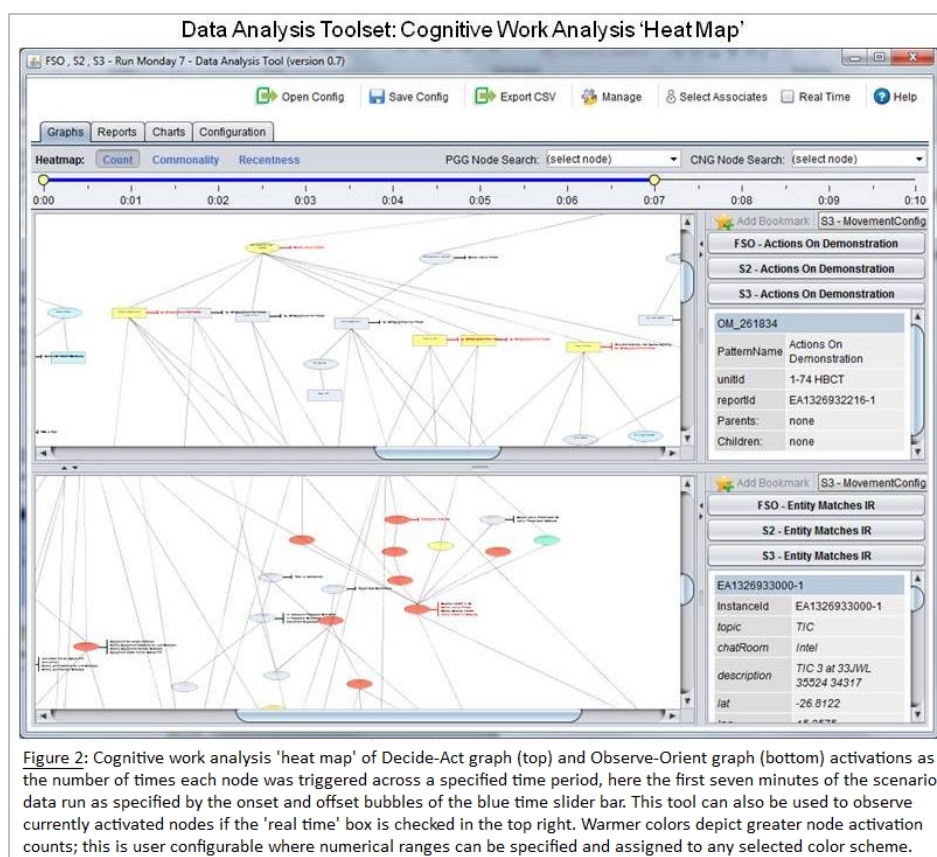 Data Analysis Toolset: Cognitive Work Analysis ‘Heat Map’
FSO , S2 , S3 - Run Monday 7 - Data Analysis Tool (version 0.7)
Open Config Save Config Export CSV Manage Select Associates Real Time Help
Graphs Reports Charts Configuration
Heatmap: Count Commonality Recentness PGG Node Search: (select node) CNG Node Search: (select node)
0:00 0:01 0:02 0:03 0:04 0:05 0:06 0:07 0:08 0:09 0:10
Add Bookmark S3 - MovementConfig
FSO - Actions On Demonstration
S2 - Actions On Demonstration
S3 - Actions On Demonstration
OM_261834
PatternName Actions On
Demonstration
unitId 1-74 HBCT
reportId EA1326932216-1
Parents: none
Children: none
Add Bookmark S3 - MovementConfig
FSO - Entity Matches IR
S2 - Entity Matches IR
S3 - Entity Matches IR
EA1326933000-1
InstanceId EA1326933000-1
topic TIC
chatRoom Intel
description TIC 3 at 33JWL
35524 34317
lat -26.8122
Figure 2: Cognitive work analysis 'heat map' of Decide-Act graph (top) and Observe-Orient graph (bottom) activations as
the number of times each node was triggered across a specified time period, here the first seven minutes of the scenario
data run as specified by the onset and offset bubbles of the blue time slider bar. This tool can also be used to observe
currently activated nodes if the 'real time' box is checked in the top right. Warmer colors depict greater node activation
counts; this is user configurable where numerical ranges can be specified and assigned to any selected color scheme.